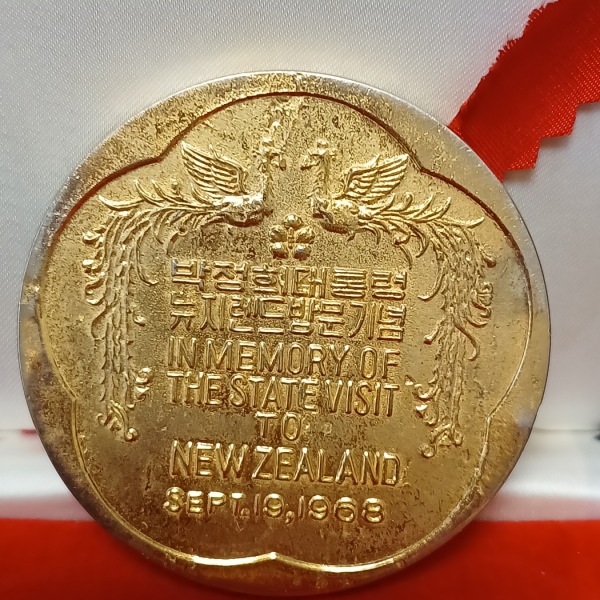 박정희대통령
뉴지랜드방문기념
IN MEMORY OF
THE STATE VISIT
TO
NEW ZEALAND
SEPT.19,1968